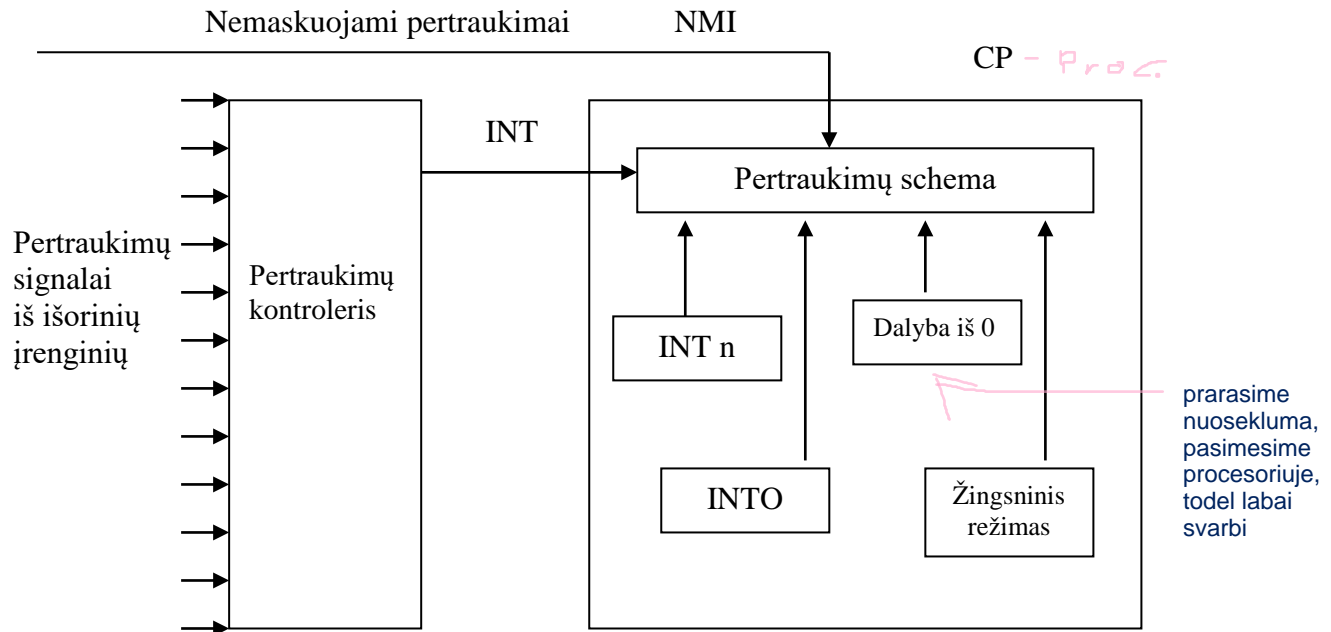 Nemaskuojami pertraukimai NMI
CP - Proc.
INT
Pertraukimų schema
Pertraukimų
signalai
iš išorinių
įrenginių
Pertraukimų
kontroleris
INT n
Dalyba iš 0
INTO
Žingsninis
režimas
prarasime
nuosekluma,
pasimesime
procesoriuje,
todel labai
svarbi